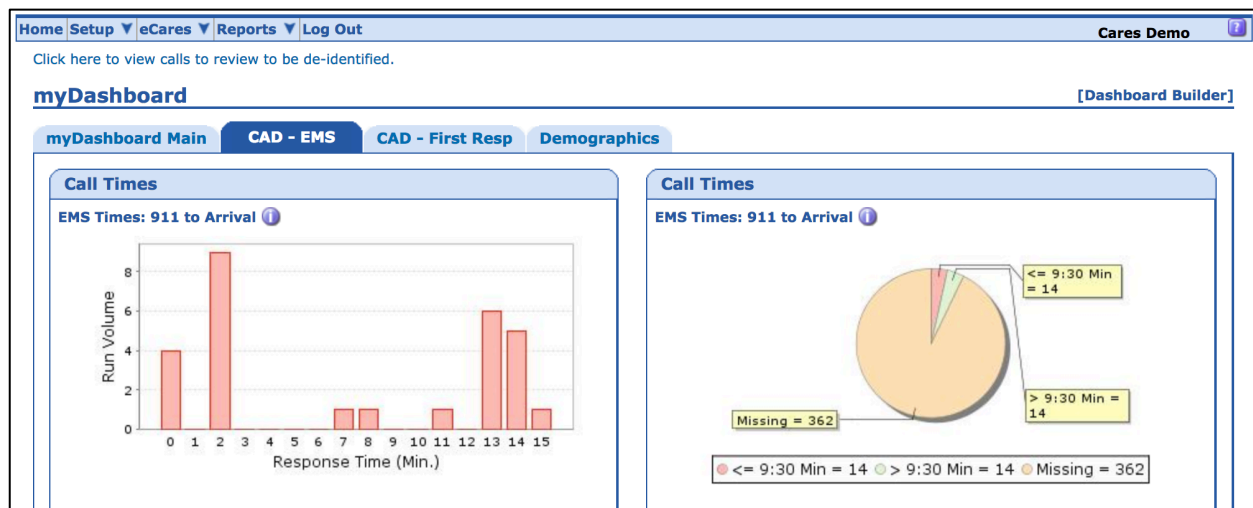 Home Setup eCares Reports Log Out
Cares Demo ?
Click here to view calls to review to be de-identified.
myDashboard
[Dashboard Builder]
myDashboard Main CAD - EMS CAD - First Resp Demographics
Call Times
EMS Times: 911 to Arrival i
Run Volume
8
6
4
2
0
0 1 2 3 4 5 6 7 8 9 10 11 12 13 14 15
Response Time (Min.)
Call Times
EMS Times: 911 to Arrival i
<= 9:30 Min
= 14
> 9:30 Min =
14
Missing = 362
<= 9:30 Min = 14 > 9:30 Min = 14 Missing = 362